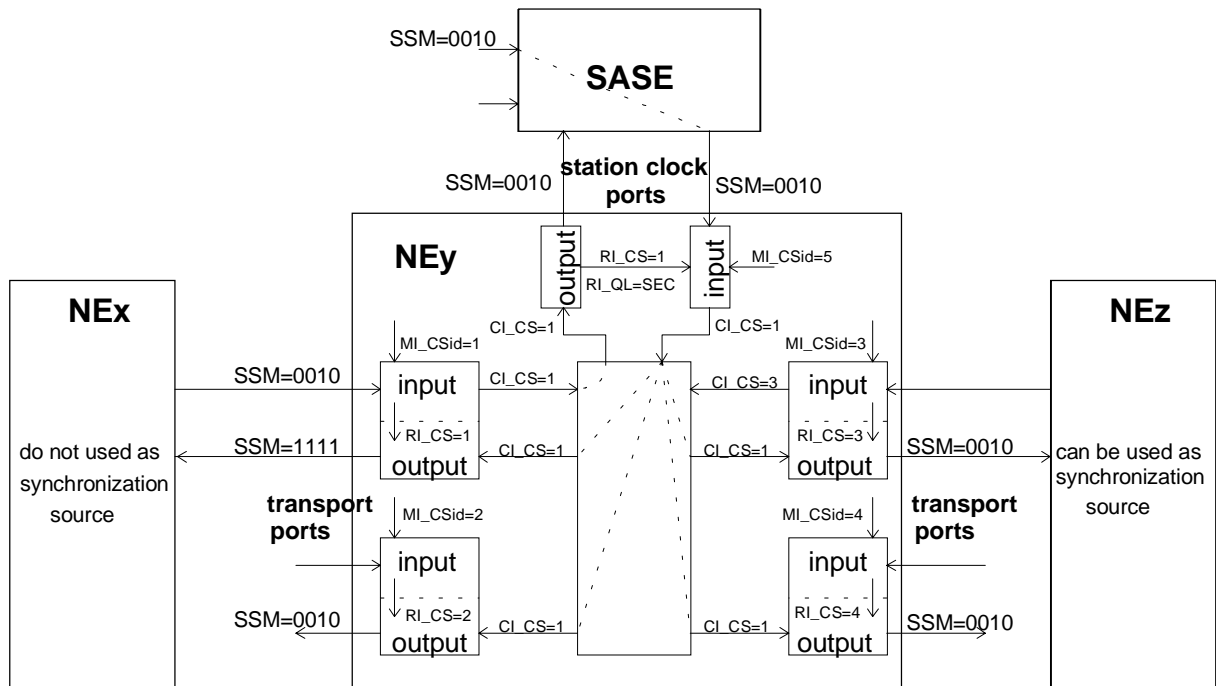 SSM=0010
SASE
station clock
ports
SSM=0010
SSM=0010
NEy
output
RI_CS=1
RI_QL=SEC
input
MI_CSid=5
NEx
NEz
CI_CS=1
CI_CS=1
MI_CSid=1
MI_CSid=3
SSM=0010
input
CI_CS=1
CI_CS=3
input
do not used as
synchronization
source
SSM=1111
RI_CS=1
output
CI_CS=1
CI_CS=1
RI_CS=3
output
SSM=0010
can be used as
synchronization
source
transport
ports
MI_CSid=2
MI_CSid=4
transport
ports
input
input
SSM=0010
RI_CS=2
output
CI_CS=1
CI_CS=1
RI_CS=4
output
SSM=0010